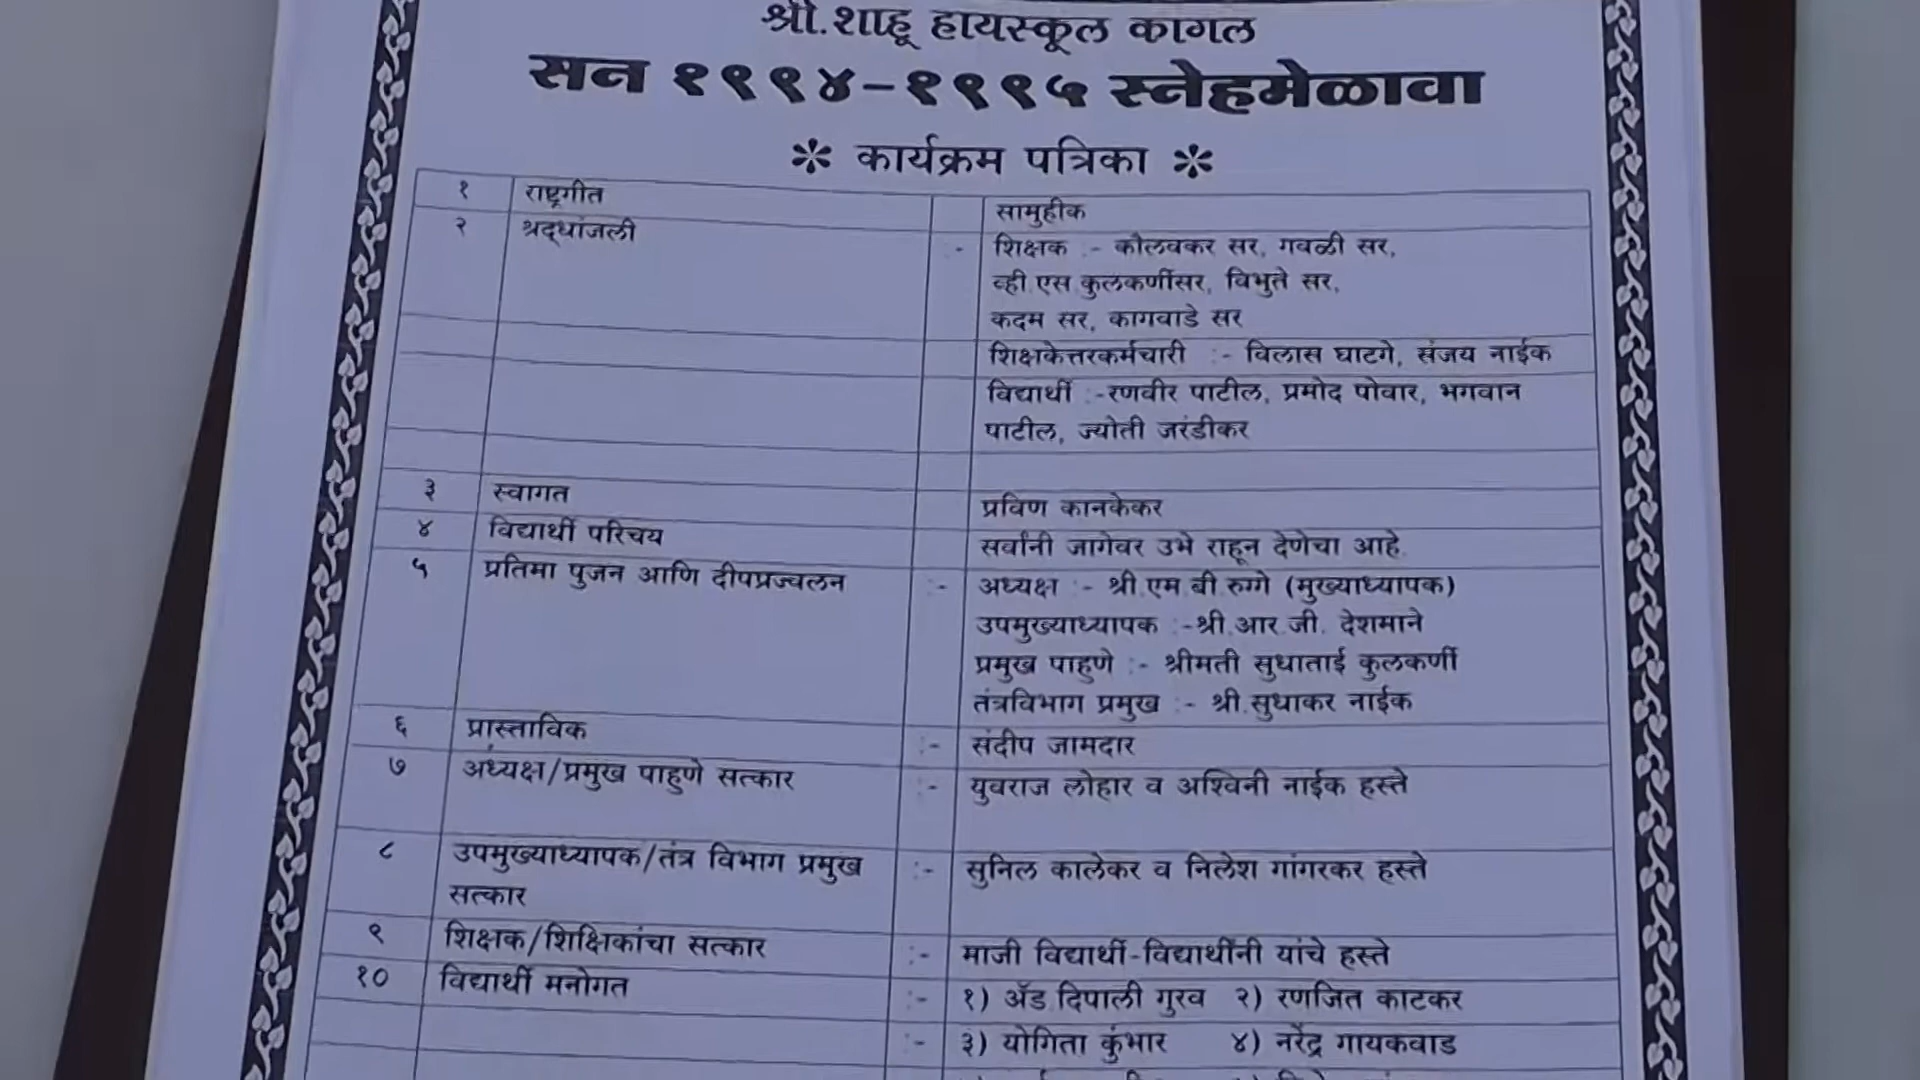 श्री.शाहू हायस्कूल कागल
सन १९९४-१९९५ स्नेहमेळावा
❇ कार्यक्रम पत्रिका ❇
१ राष्ट्रगीत सामुहीक
२ श्रद्धांजली :- शिक्षक :- कौलवकर सर, गवळी सर,
व्ही.एस.कुलकर्णीसर, विभुते सर,
कदम सर, कागवाडे सर
शिक्षकेत्तरकर्मचारी :- विलास घाटगे, संजय नाईक
विद्यार्थी :-रणवीर पाटील, प्रमोद पोवार, भगवान
पाटील, ज्योती जरंडीकर
३ स्वागत प्रविण कानकेकर
४ विद्यार्थी परिचय सर्वांनी जागेवर उभे राहून देणेचा आहे.
५ प्रतिमा पुजन आणि दीपप्रज्वलन :- अध्यक्ष :- श्री.एम.बी.रुग्गे (मुख्याध्यापक)
उपमुख्याध्यापक :-श्री.आर.जी. देशमाने
प्रमुख पाहुणे :- श्रीमती सुधाताई कुलकर्णी
तंत्रविभाग प्रमुख :- श्री.सुधाकर नाईक
६ प्रास्ताविक :- संदीप जामदार
७ अध्यक्ष/प्रमुख पाहुणे सत्कार :- युवराज लोहार व अश्विनी नाईक हस्ते
८ उपमुख्याध्यापक/तंत्र विभाग प्रमुख :- सुनिल कालेकर व निलेश गांगरकर हस्ते
सत्कार
९ शिक्षक/शिक्षिकांचा सत्कार :- माजी विद्यार्थी-विद्यार्थीनी यांचे हस्ते
१० विद्यार्थी मनोगत :- १) ॲड.दिपाली गुरव २) रणजित काटकर
:- ३) योगिता कुंभार ४) नरेंद्र गायकवाड